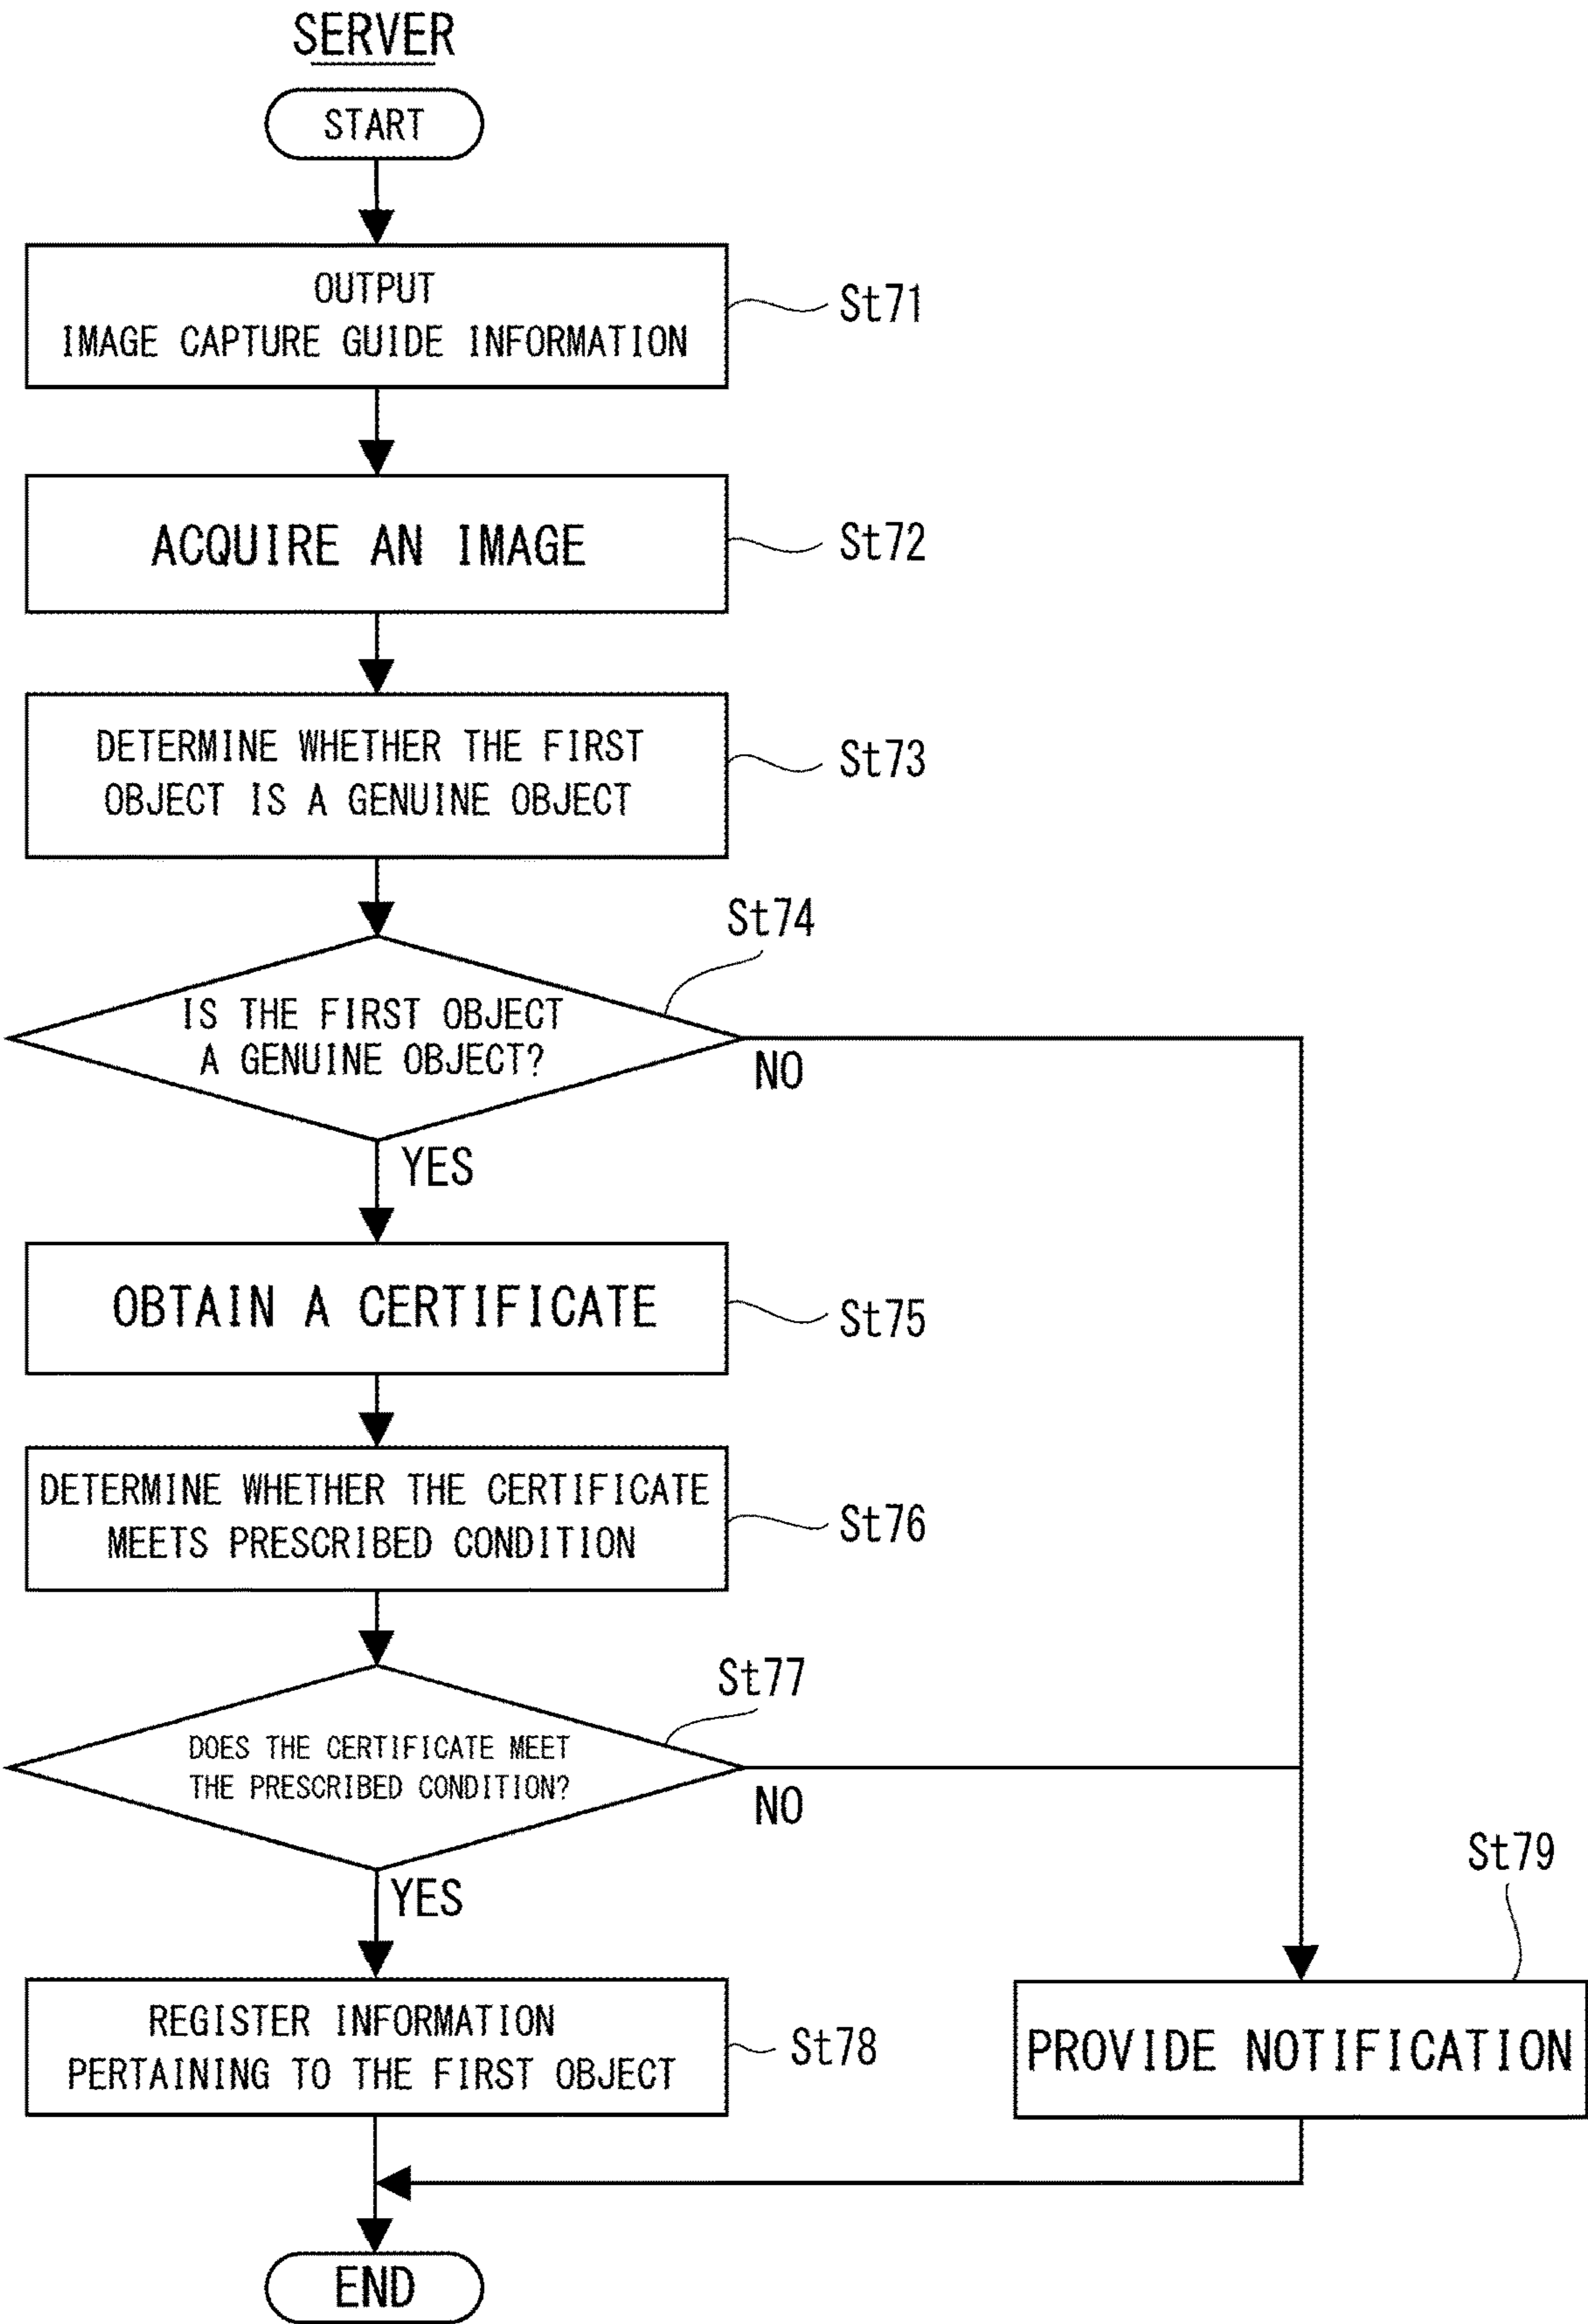 SERVER
START
OUTPUT
IMAGE CAPTURE GUIDE INFORMATION
St71
ACQUIRE AN IMAGE
St72
DETERMINE WHETHER THE FIRST
OBJECT IS A GENUINE OBJECT
St73
St74
IS THE FIRST OBJECT
A GENUINE OBJECT?
NO
YES
OBTAIN A CERTIFICATE
St75
DETERMINE WHETHER THE CERTIFICATE
MEETS PRESCRIBED CONDITION
St76
St77
DOES THE CERTIFICATE MEET
THE PRESCRIBED CONDITION?
NO
YES
St79
REGISTER INFORMATION
PERTAINING TO THE FIRST OBJECT
St78
PROVIDE NOTIFICATION
END